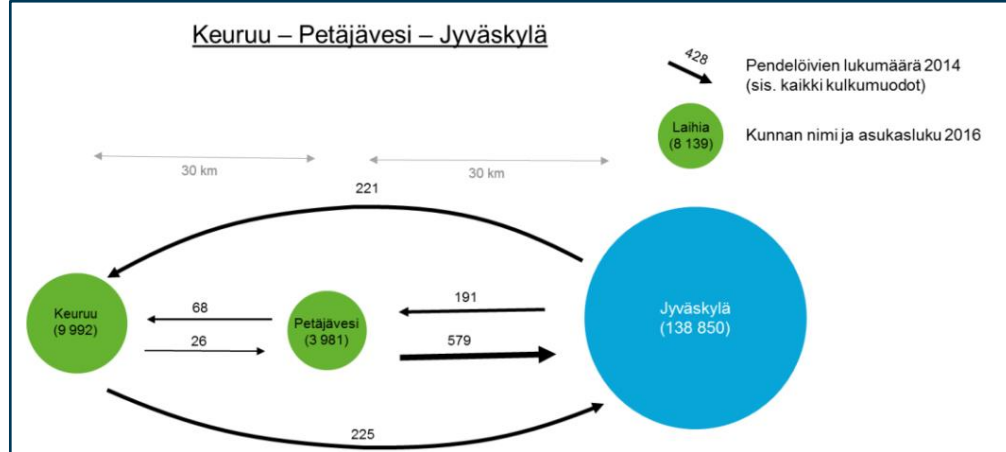 Keuruu – Petäjävesi – Jyväskylä
428
Pendelöivien lukumäärä 2014
(sis. kaikki kulkumuodot)
Laihia
(8 139)
Kunnan nimi ja asukasluku 2016
30 km
30 km
221
Keuruu
(9 992)
68
26
Petäjävesi
(3 981)
191
579
Jyväskylä
(138 850)
225